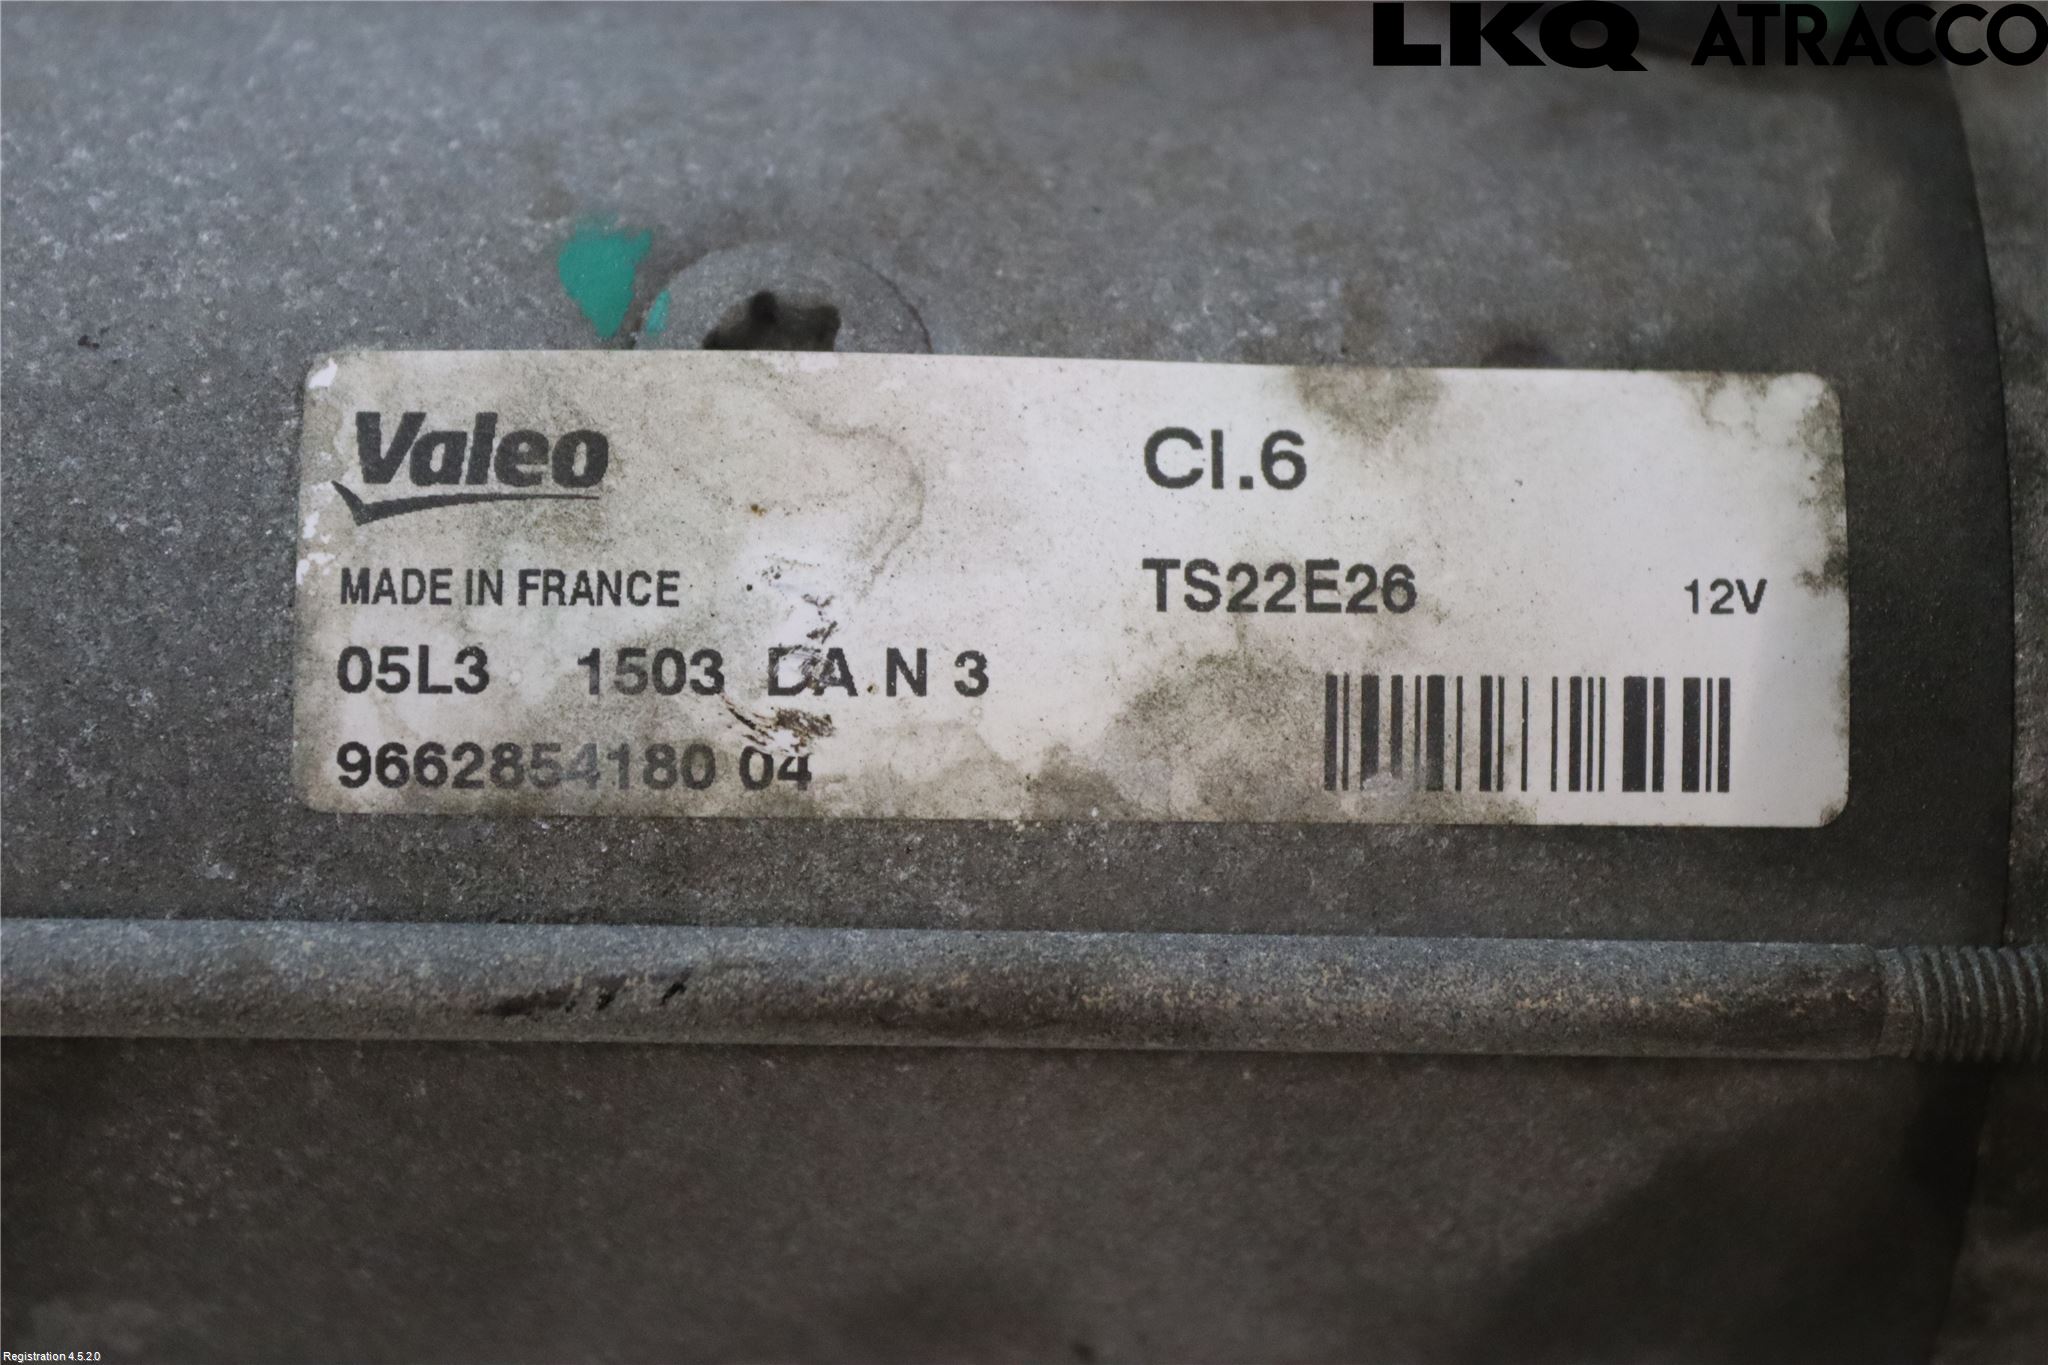 LKQ ATRACCO
Valeo
MADE IN FRANCE
05L3 1503 DA N 3
9662854180 04
Cl.6
TS22E26 12V
Registration 4.5.2.0